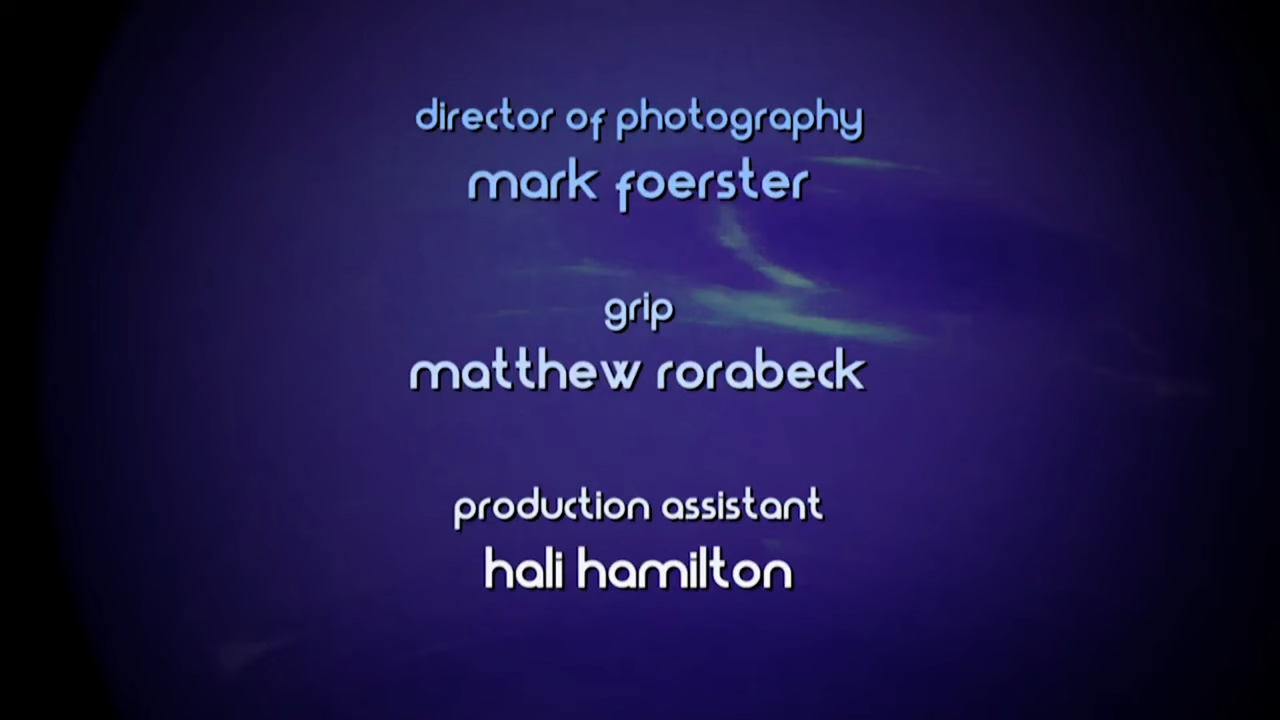 director of photography
mark foerster
grip
matthew rorabeck
production assistant
hali hamilton